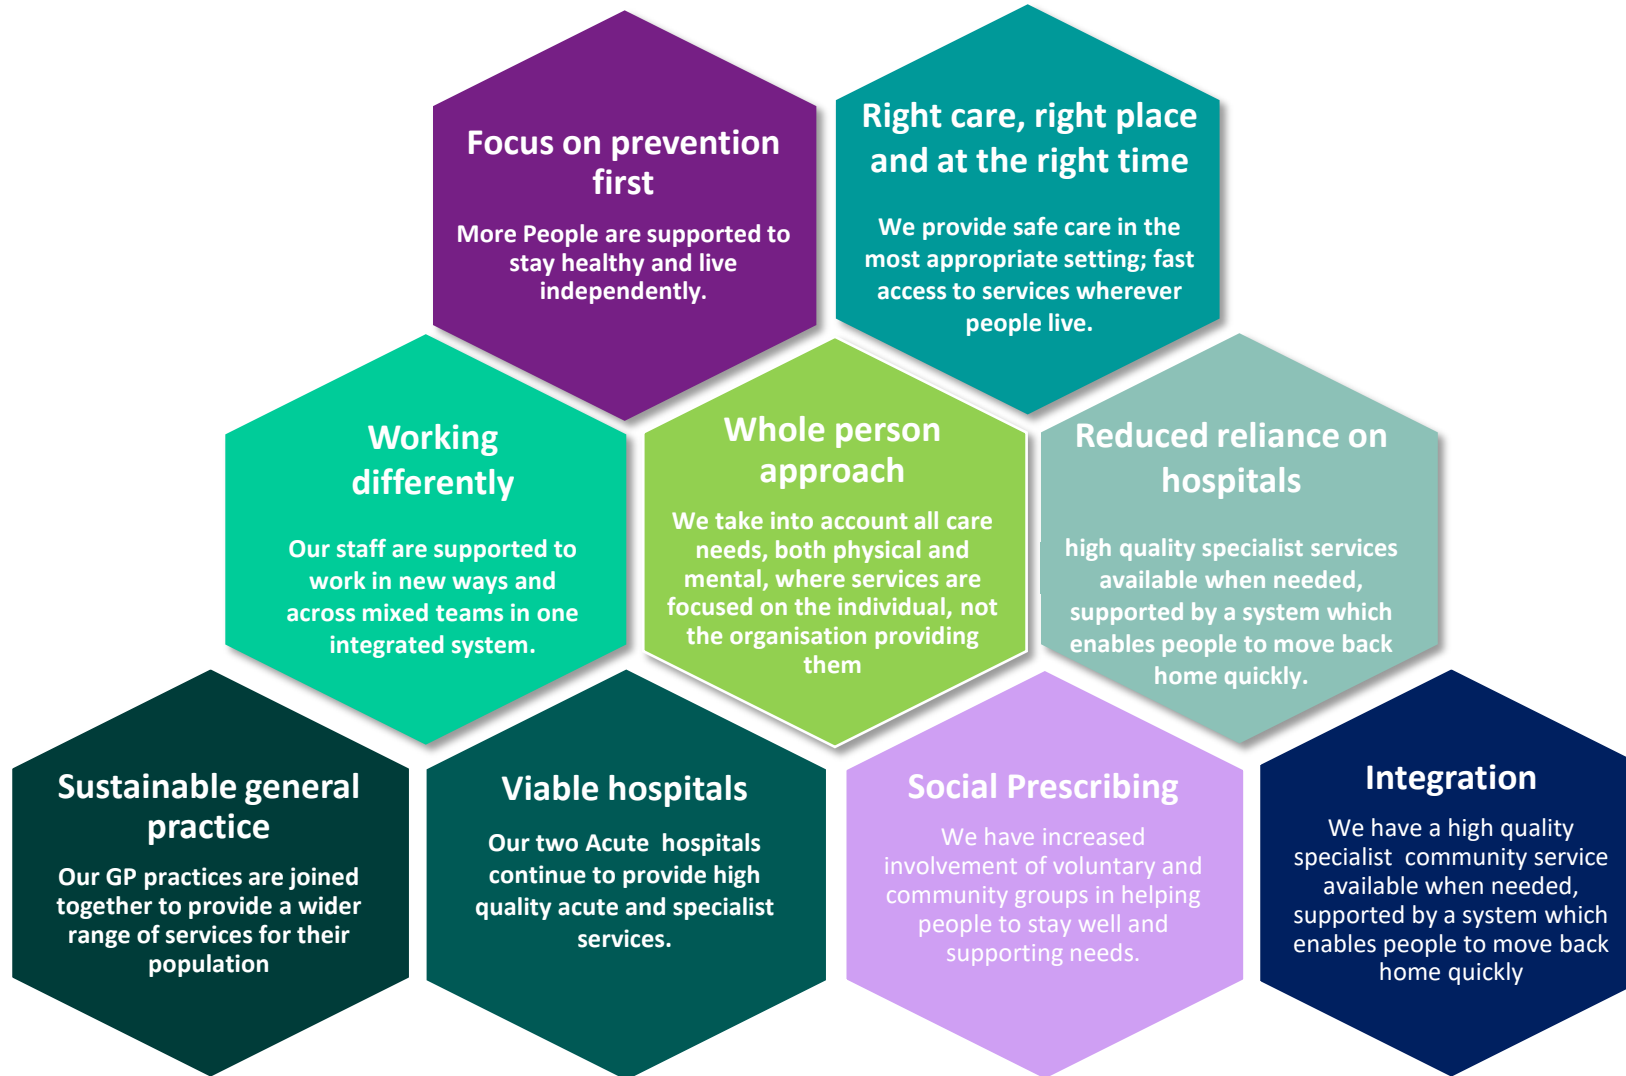 Focus on prevention
first
More People are supported to
stay healthy and live
independently.
Right care, right place
and at the right time
We provide safe care in the
most appropriate setting; fast
access to services wherever
people live.
Working
differently
Our staff are supported to
work in new ways and
across mixed teams in one
integrated system.
Whole person
approach
We take into account all care
needs, both physical and
mental, where services are
focused on the individual, not
the organisation providing
them
Reduced reliance on
hospitals
high quality specialist services
available when needed,
supported by a system which
enables people to move back
home quickly.
Sustainable general
practice
Our GP practices are joined
together to provide a wider
range of services for their
population
Viable hospitals
Our two Acute  hospitals
continue to provide high
quality acute and specialist
services.
Social Prescribing
We have increased
involvement of voluntary and
community groups in helping
people to stay well and
supporting needs.
Integration
We have a high quality
specialist  community service
available when needed,
supported by a system which
enables people to move back
home quickly